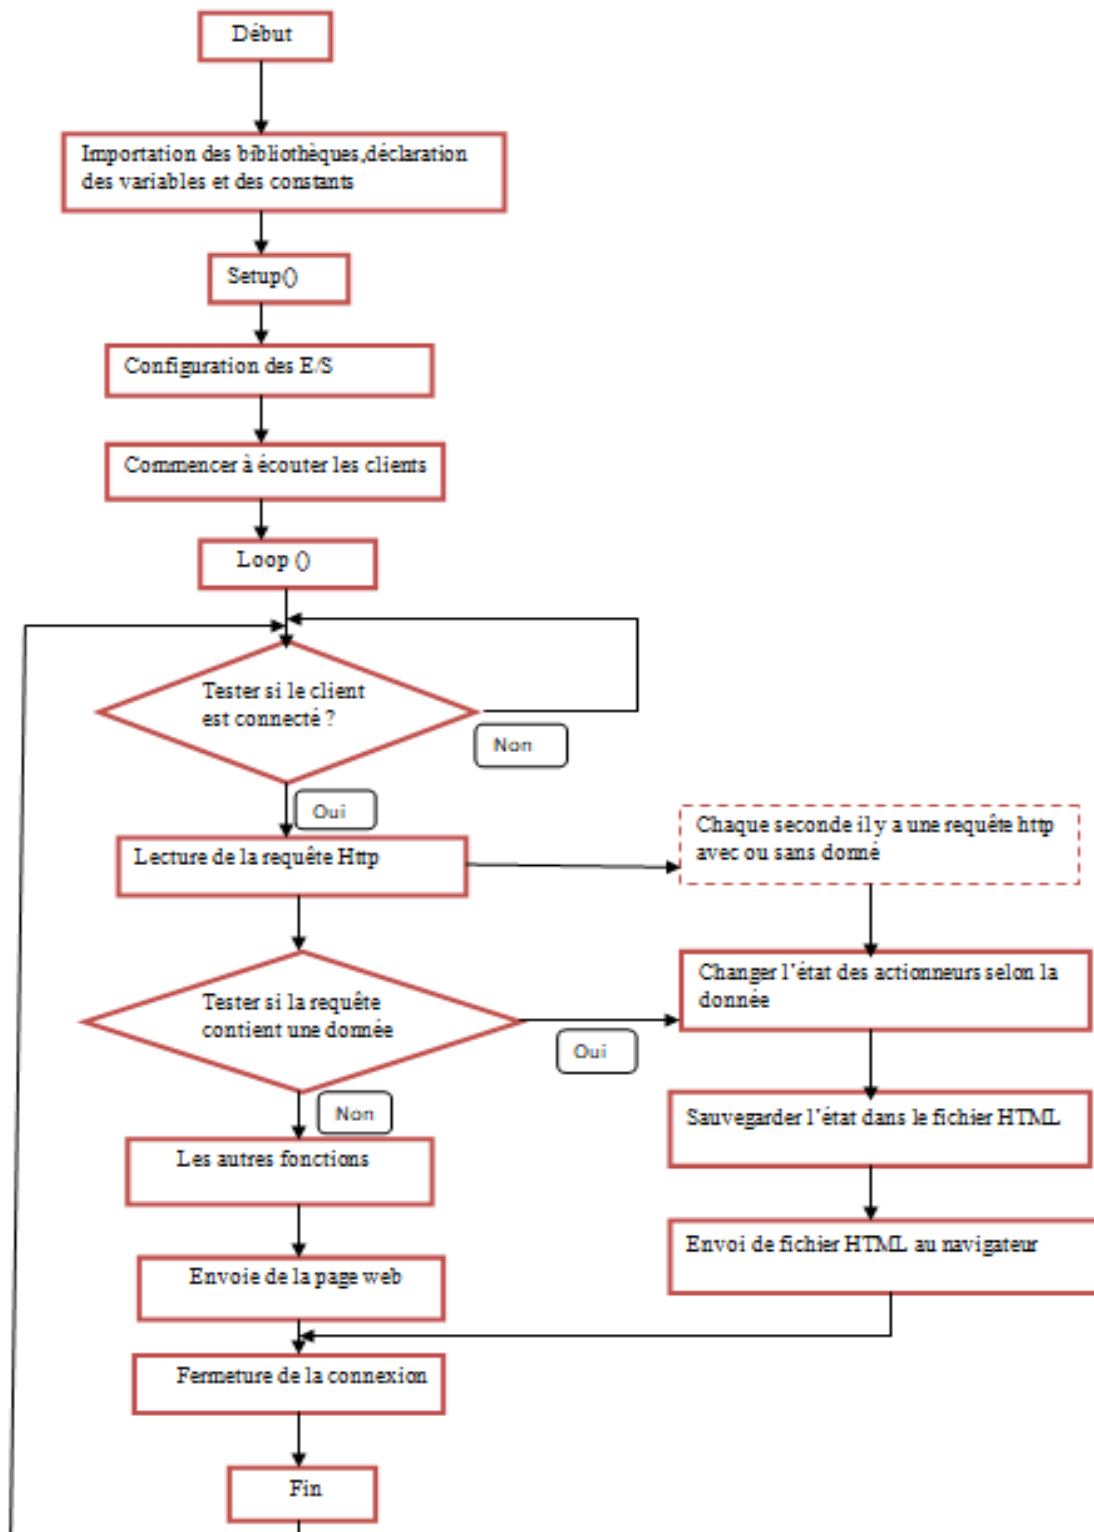 Début
Importation des bibliothèques,déclaration
des variables et des constants
Setup()
Configuration des E/S
Commencer à écouter les clients
Loop ()
Tester si le client
est connecté ?
Non
Oui
Lecture de la requête Http
Chaque seconde il y a une requête http
avec ou sans donné
Tester si la requête
contient une donnée
Oui
Changer l'état des actionneurs selon la
donnée
Non
Sauvegarder l'état dans le fichier HTML
Les autres fonctions
Envoi de fichier HTML au navigateur
Envoie de la page web
Fermeture de la connexion
Fin